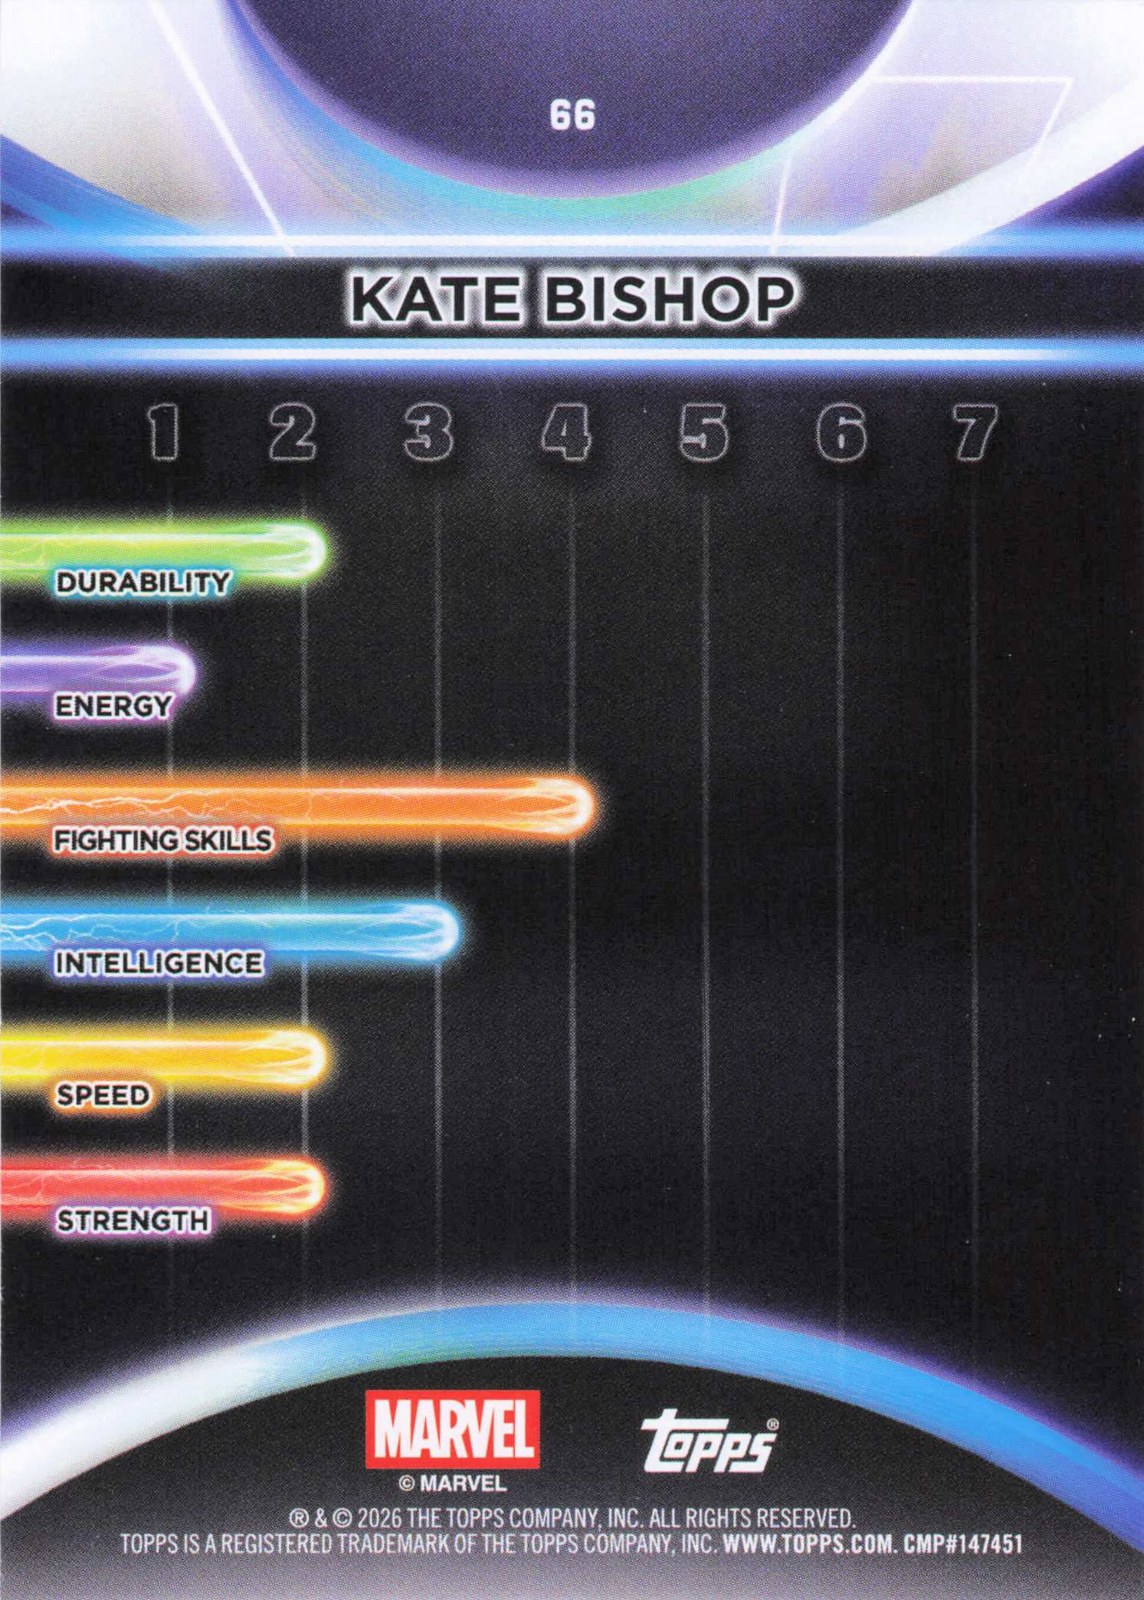 66
KATE BISHOP
1 2 3 4 5 6 7
DURABILITY
ENERGY
FIGHTING SKILLS
INTELLIGENCE
SPEED
STRENGTH
MARVEL
© MARVEL
TOPPS®
® & © 2026 THE TOPPS COMPANY, INC. ALL RIGHTS RESERVED.
TOPPS IS A REGISTERED TRADEMARK OF THE TOPPS COMPANY, INC. WWW.TOPPS.COM. CMP#147451